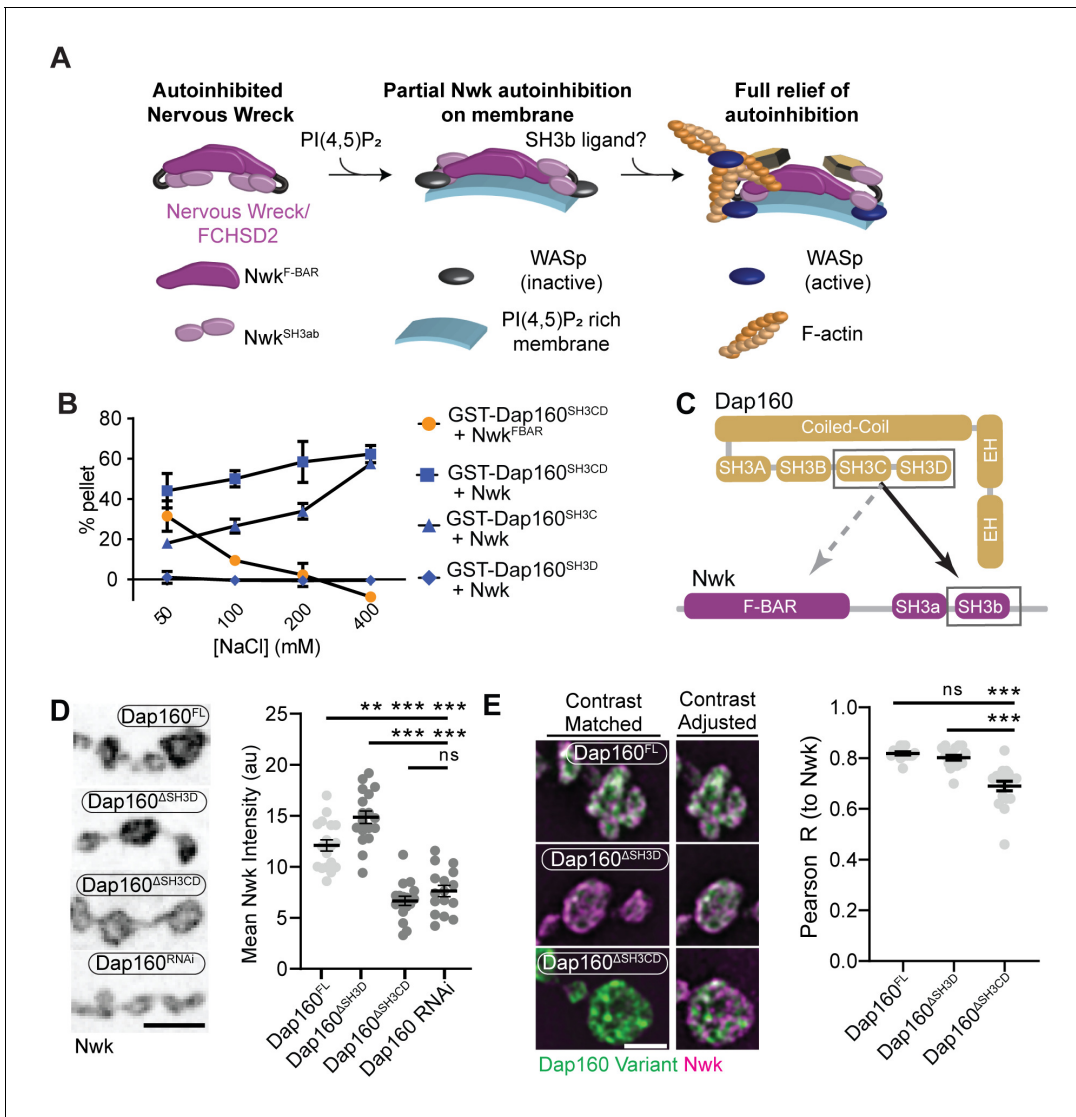 A
Autoinhibited
Nervous Wreck
Partial Nwk autoinhibition
on membrane
Full relief of
autoinhibition
PI(4,5)P₂
SH3b ligand?
Nervous Wreck/
FCHSD2
Nwk^F-BAR
Nwk^SH3ab
WASp
(inactive)
PI(4,5)P₂ rich
membrane
WASp
(active)
F-actin
B
% pellet
80
60
40
20
0
50
100
200
400
[NaCl] (mM)
GST-Dap160^SH3CD
+ Nwk^FBAR
GST-Dap160^SH3CD
+ Nwk
GST-Dap160^SH3C
+ Nwk
GST-Dap160^SH3D
+ Nwk
C
Dap160
Coiled-Coil
SH3A SH3B SH3C SH3D
EH
EH
Nwk
F-BAR SH3a SH3b
D
Dap160^FL
Dap160^ΔSH3D
Dap160^ΔSH3CD
Dap160^RNAi
Nwk
Mean Nwk Intensity (au)
25
20
15
10
5
0
** *** ***
*** ***
ns
Dap160^FL
Dap160^ΔSH3D
Dap160^ΔSH3CD
Dap160 RNAi
E
Contrast
Matched
Contrast
Adjusted
Dap160^FL
Dap160^ΔSH3D
Dap160^ΔSH3CD
Dap160 Variant Nwk
Pearson R (to Nwk)
1.0
0.8
0.6
0.4
0.2
0.0
ns ***
***
Dap160^FL
Dap160^ΔSH3D
Dap160^ΔSH3CD